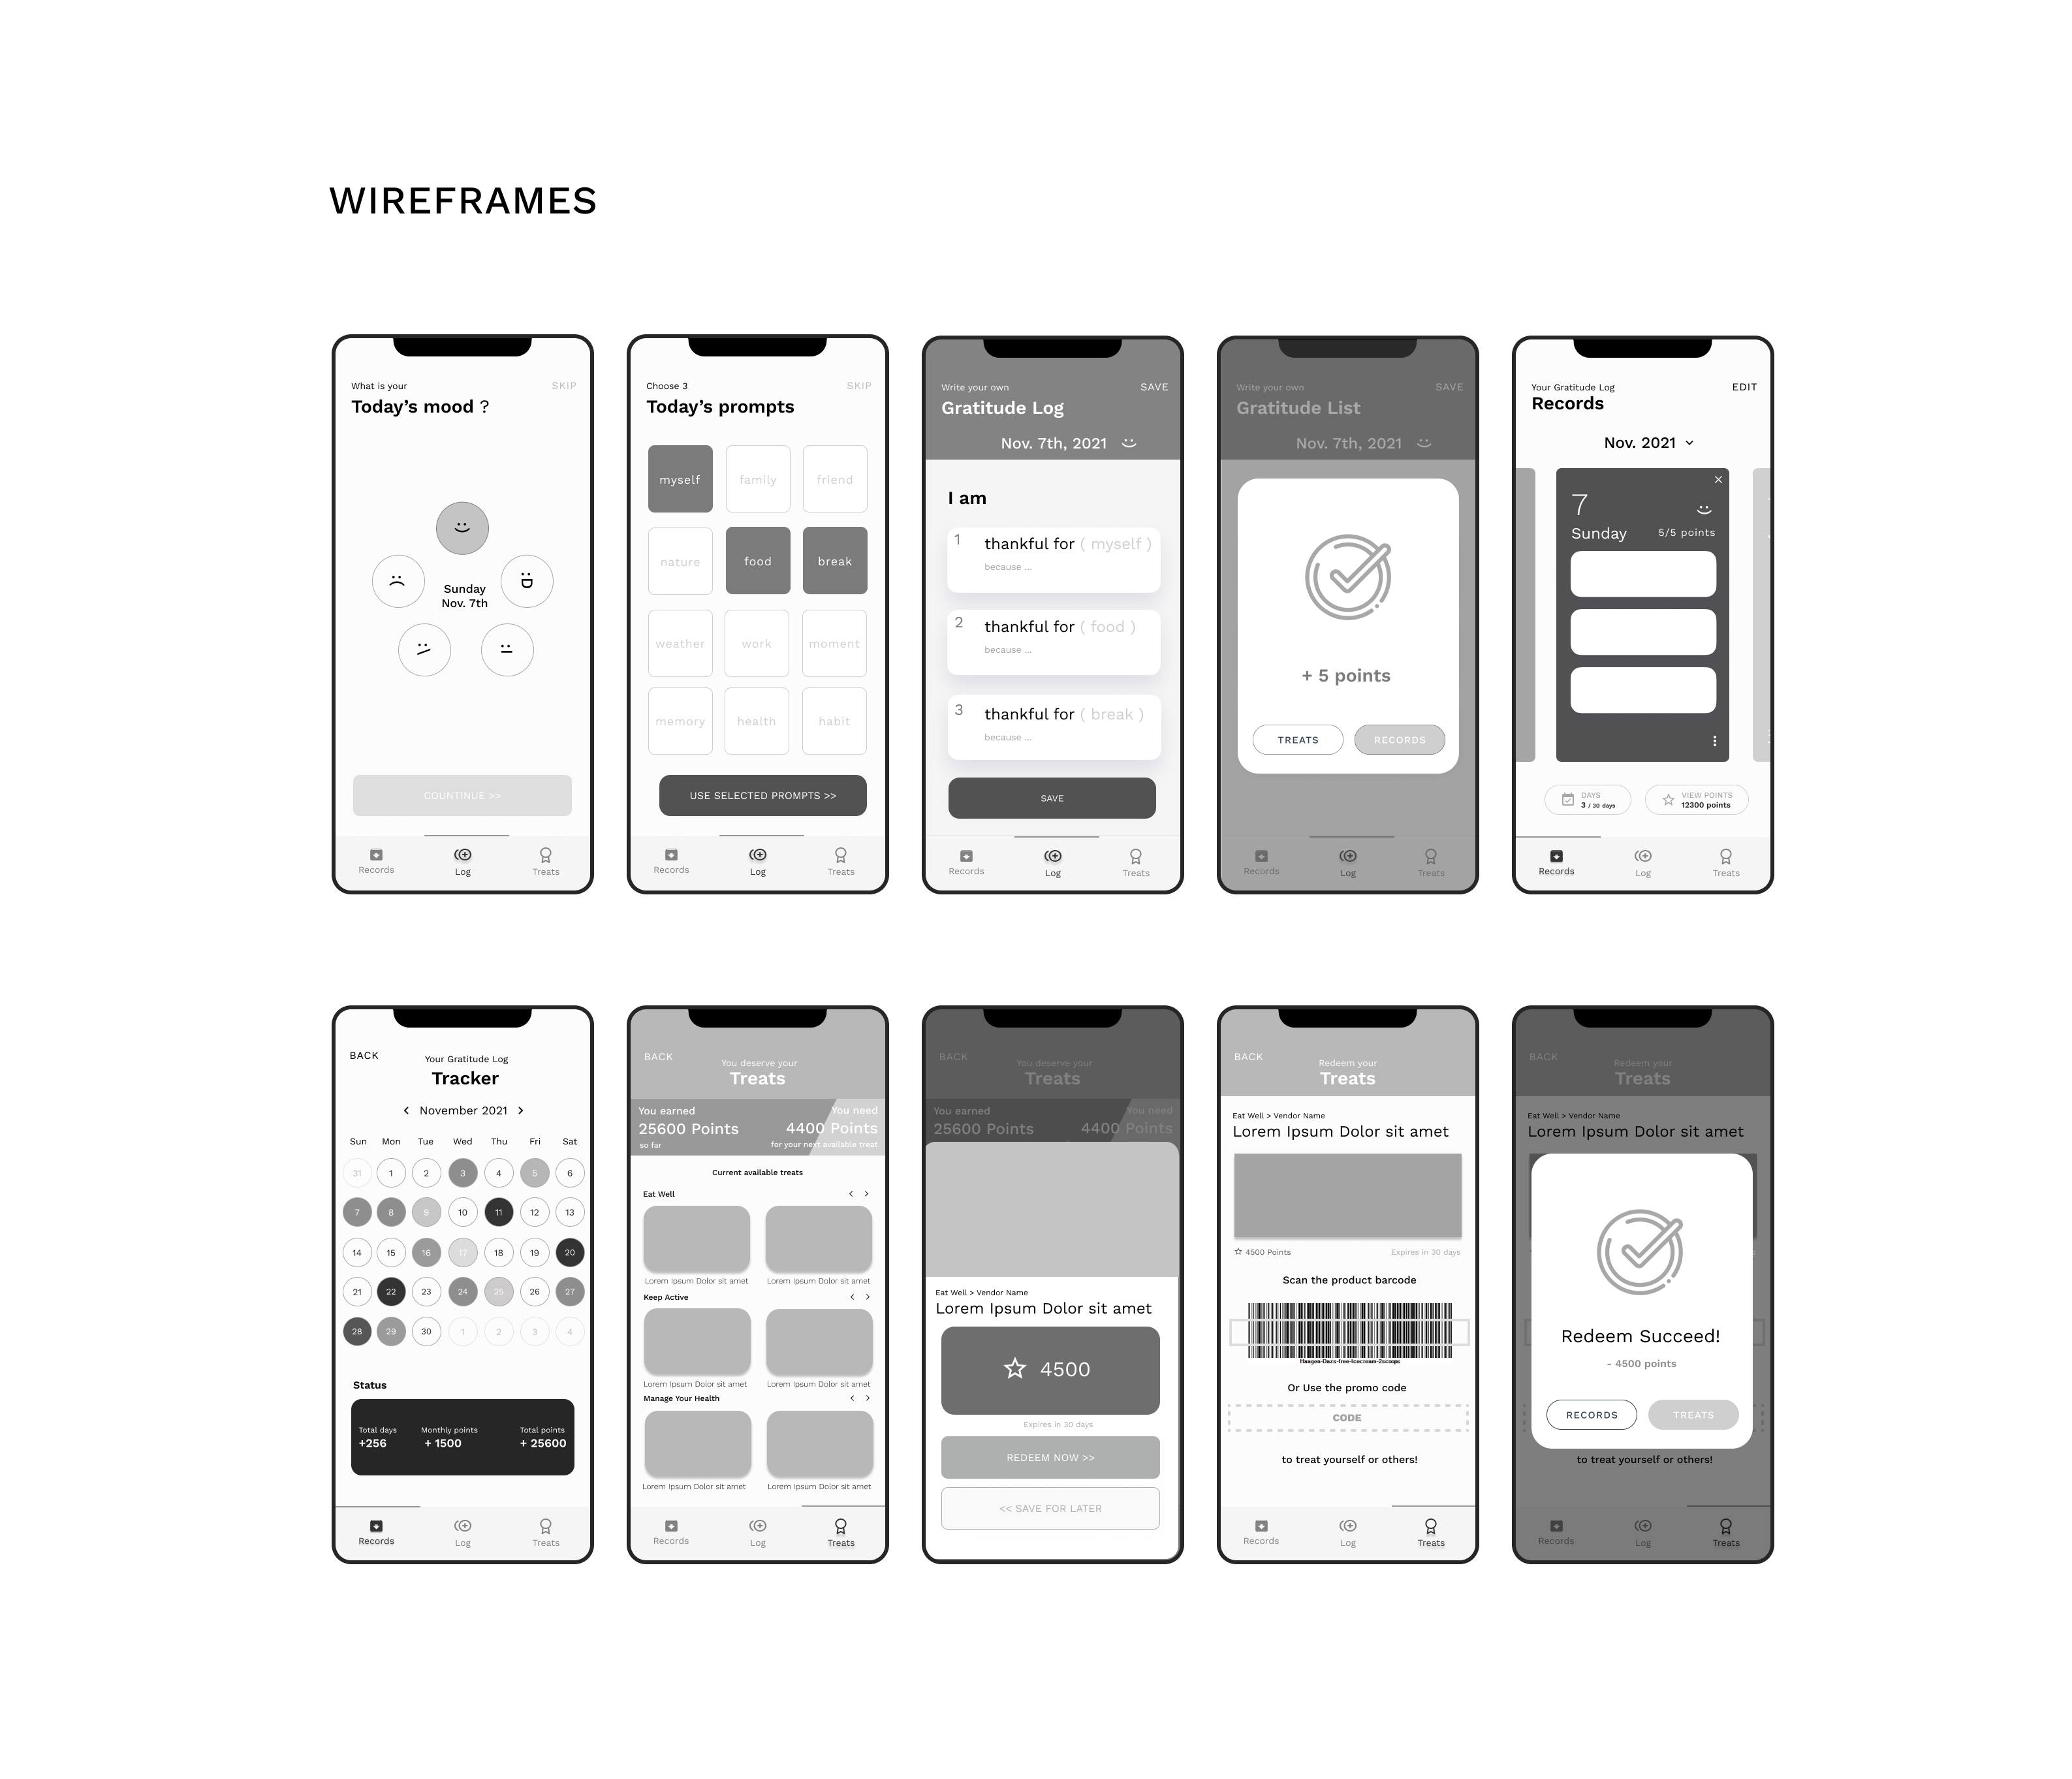 WIREFRAMES
What is your
SKIP
Today's mood ?
Sunday
Nov. 7th
COUNTINUE >>
Records
Log
Treats
Choose 3
SKIP
Today's prompts
myself
family
friend
nature
food
break
weather
work
moment
memory
health
habit
USE SELECTED PROMPTS >>
Records
Log
Treats
Write your own
SAVE
Gratitude Log
Nov. 7th, 2021
I am
1
thankful for ( myself )
because ...
2
thankful for ( food )
because ...
3
thankful for ( break )
because ...
SAVE
Records
Log
Treats
Write your own
SAVE
Gratitude List
Nov. 7th, 2021
+ 5 points
TREATS
RECORDS
Records
Log
Treats
Your Gratitude Log
EDIT
Records
Nov. 2021
7
Sunday
5/5 points
DAYS
3 / 30 days
VIEW POINTS
12300 points
Records
Log
Treats
BACK
Your Gratitude Log
Tracker
< November 2021 >
Sun Mon Tue Wed Thu Fri Sat
31 1 2 3 4 5 6
7 8 9 10 11 12 13
14 15 16 17 18 19 20
21 22 23 24 25 26 27
28 29 30 1 2 3 4
Status
Total days
+256
Monthly points
+ 1500
Total points
+ 25600
Records
Log
Treats
BACK
You deserve your
Treats
You earned
25600 Points
so far
You need
4400 Points
for your next available treat
Current available treats
Eat Well
< >
Lorem Ipsum Dolor sit amet
Lorem Ipsum Dolor sit amet
Keep Active
< >
Lorem Ipsum Dolor sit amet
Lorem Ipsum Dolor sit amet
Manage Your Health
< >
Lorem Ipsum Dolor sit amet
Lorem Ipsum Dolor sit amet
Records
Log
Treats
BACK
You deserve your
Treats
You earned
25600 Points
You need
4400 Points
Eat Well > Vendor Name
Lorem Ipsum Dolor sit amet
4500
Expires in 30 days
REDEEM NOW >>
<< SAVE FOR LATER
BACK
Redeem your
Treats
Eat Well > Vendor Name
Lorem Ipsum Dolor sit amet
4500 Points
Expires in 30 days
Scan the product barcode
Haagen-Dazs-free-Icecream-2scoops
Or Use the promo code
CODE
to treat yourself or others!
Records
Log
Treats
BACK
Redeem your
Treats
Eat Well > Vendor Name
Lorem Ipsum Dolor sit amet
Redeem Succeed!
- 4500 points
RECORDS
TREATS
to treat yourself or others!
Records
Log
Treats